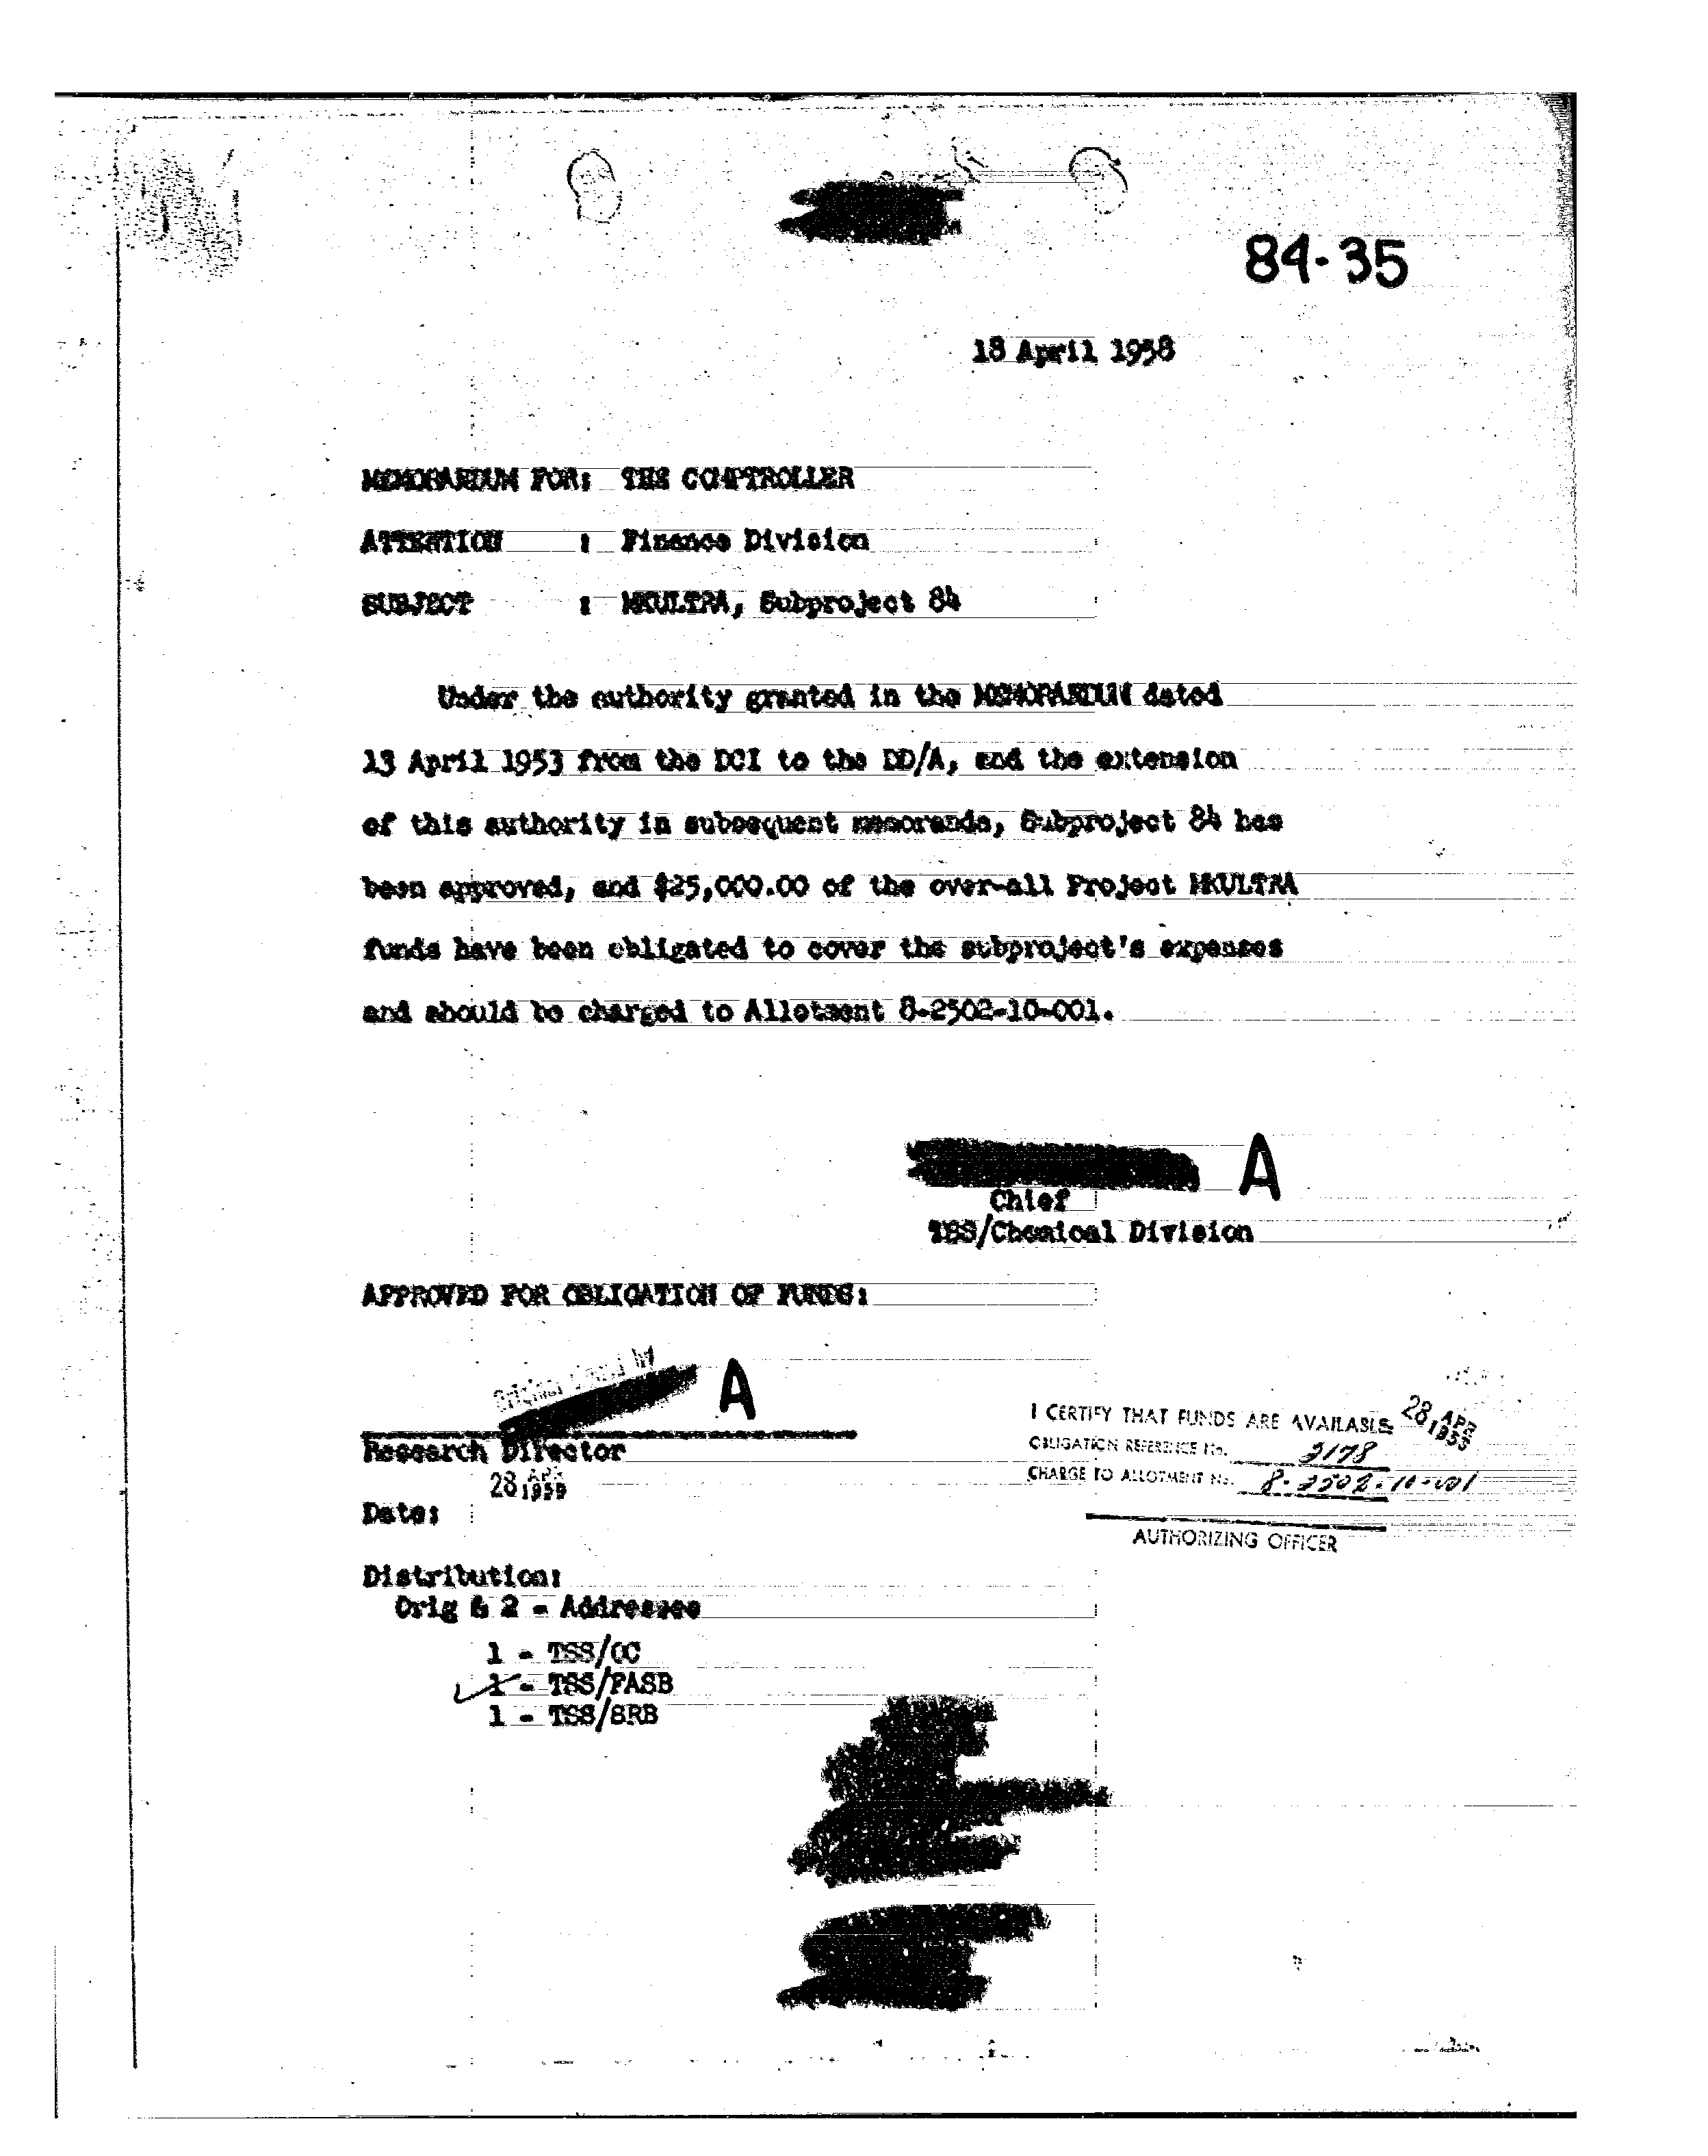 84-35
18 April 1958
MEMORANDUM FOR: THE COMPTROLLER
ATTENTION : Finance Division
SUBJECT : MKULTRA, Subproject 84
Under the authority granted in the MEMORANDUM dated
13 April 1953 from the DCI to the DD/A, and the extension
of this authority in subsequent memoranda, Subproject 84 has
been approved, and $25,000.00 of the over-all Project MKULTRA
funds have been obligated to cover the subproject's expenses
and should be charged to Allotment 8-2502-10-001.
A
Chief
TSS/Chemical Division
APPROVED FOR OBLIGATION OF FUNDS:
A
Research Director
28 APR
Date:
I CERTIFY THAT FUNDS ARE AVAILABLE 28 APR
OBLIGATION REFERENCE No. 3178
CHARGE TO ALLOTMENT No. 8-2502-10-001
AUTHORIZING OFFICER
Distribution:
Orig & 2 - Addressee
1 - TSS/OC
1 - TSS/FASB
1 - TSS/SRB